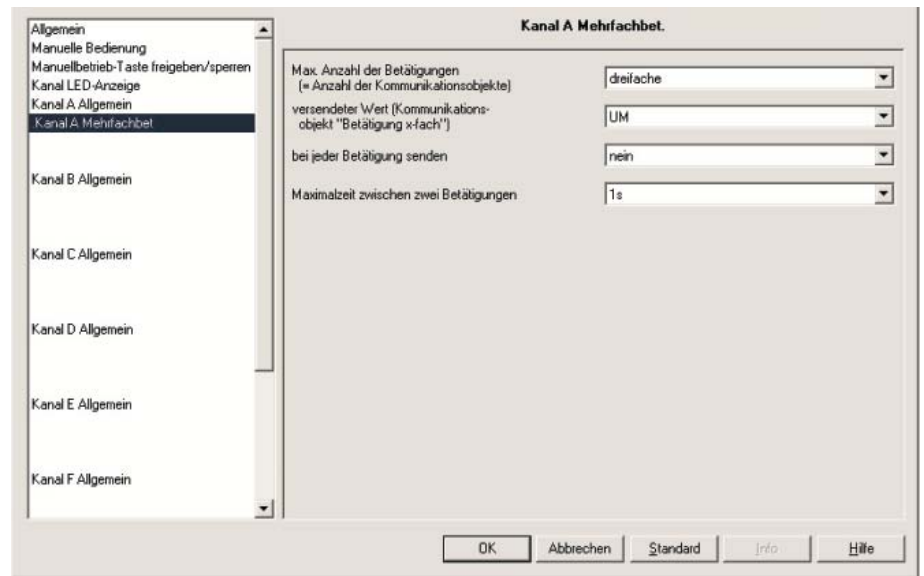 Allgemein
Manuelle Bedienung
Manuellbetrieb-Taste freigeben/sperren
Kanal LED-Anzeige
Kanal A Allgemein
Kanal A Mehrfachbet
Kanal B Allgemein
Kanal C Allgemein
Kanal D Allgemein
Kanal E Allgemein
Kanal F Allgemein
Kanal A Mehrfachbet.
Max. Anzahl der Betätigungen
(= Anzahl der Kommunikationsobjekte)
dreifache
versendeter Wert (Kommunikations-
objekt "Betätigung x-fach")
UM
bei jeder Betätigung senden
nein
Maximalzeit zwischen zwei Betätigungen
1s
OK Abbrechen Standard Info Hilfe